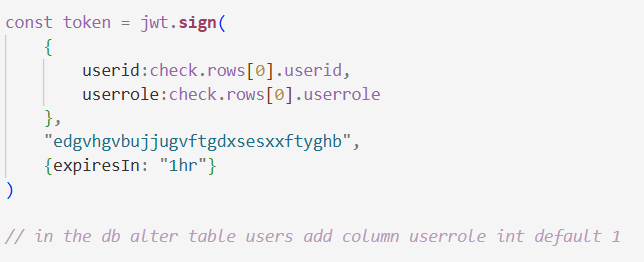 const token = jwt.sign(
{
userid:check.rows[0].userid,
userrole:check.rows[0].userrole
},
"edgvhgvbujjugvftgdxsesxxftyghb",
{expiresIn: "1hr"}
)
// in the db alter table users add column userrole int default 1